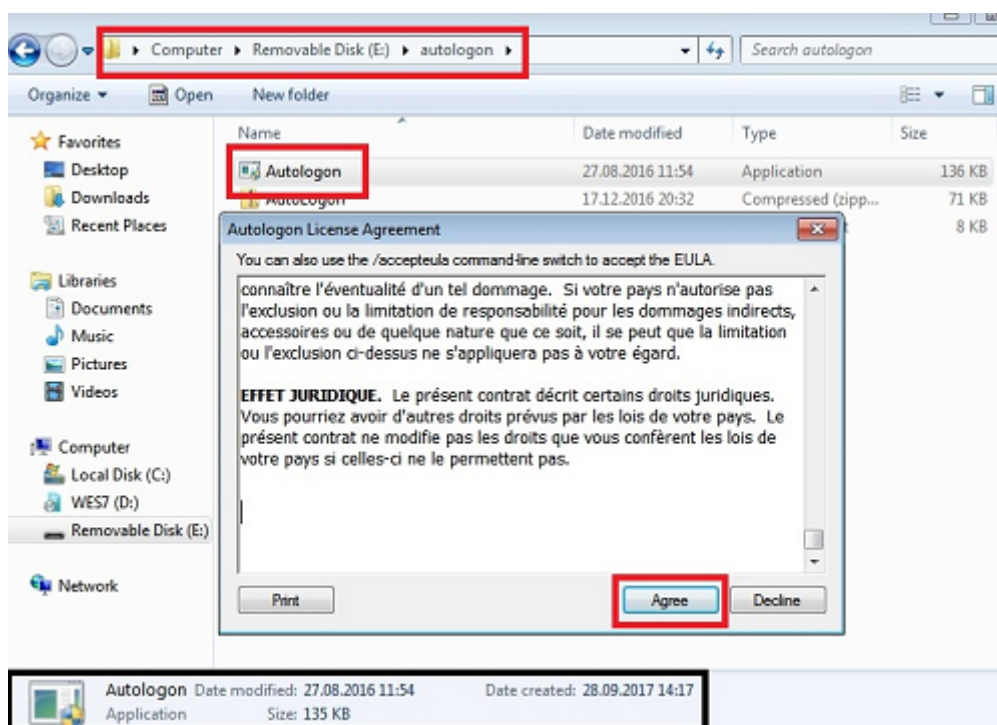 Computer Removable Disk (E:) autologon
Search autologon
Organize Open New folder
Name Date modified Type Size
Favorites
Desktop
Downloads
Recent Places
Libraries
Documents
Music
Pictures
Videos
Computer
Local Disk (C:)
WES7 (D:)
Removable Disk (E:)
Network
Autologon 27.08.2016 11:54 Application 136 KB
AutoLogon 17.12.2016 20:32 Compressed (zipp... 71 KB
8 KB
Autologon License Agreement
You can also use the /accepteula command-line switch to accept the EULA.
connaître l'éventualité d'un tel dommage. Si votre pays n'autorise pas
l'exclusion ou la limitation de responsabilité pour les dommages indirects,
accessoires ou de quelque nature que ce soit, il se peut que la limitation
ou l'exclusion ci-dessus ne s'appliquera pas à votre égard.
EFFET JURIDIQUE. Le présent contrat décrit certains droits juridiques.
Vous pourriez avoir d'autres droits prévus par les lois de votre pays. Le
présent contrat ne modifie pas les droits que vous confèrent les lois de
votre pays si celles-ci ne le permettent pas.
Print Agree Decline
Autologon Date modified: 27.08.2016 11:54 Date created: 28.09.2017 14:17
Application Size: 135 KB